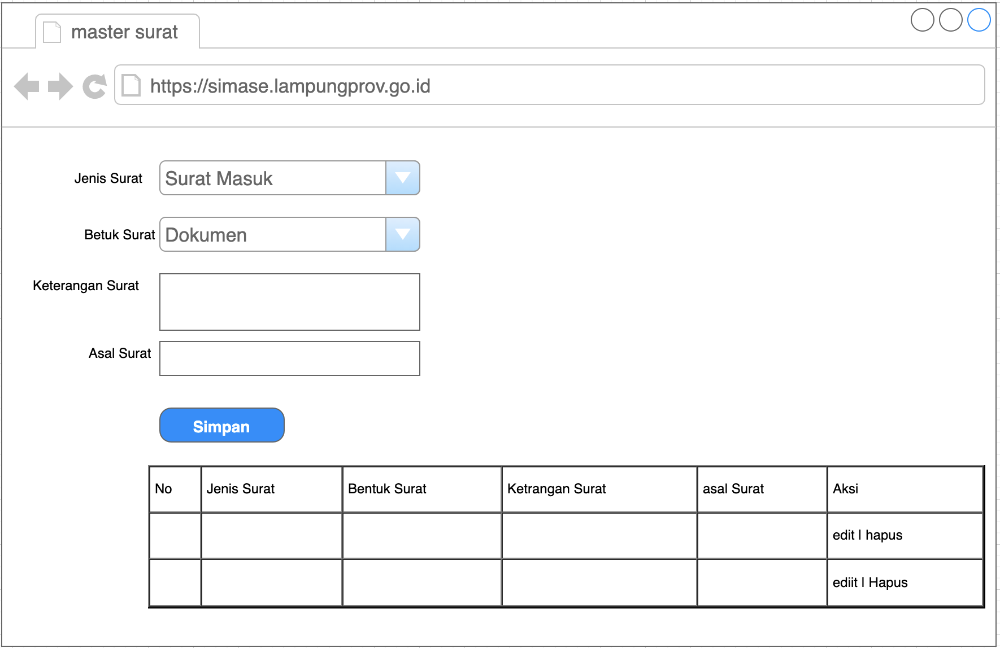 master surat
https://simase.lampungprov.go.id
Jenis Surat
Surat Masuk
Betuk Surat
Dokumen
Keterangan Surat
Asal Surat
Simpan
No Jenis Surat Bentuk Surat Ketrangan Surat asal Surat Aksi
edit | hapus
ediit | Hapus